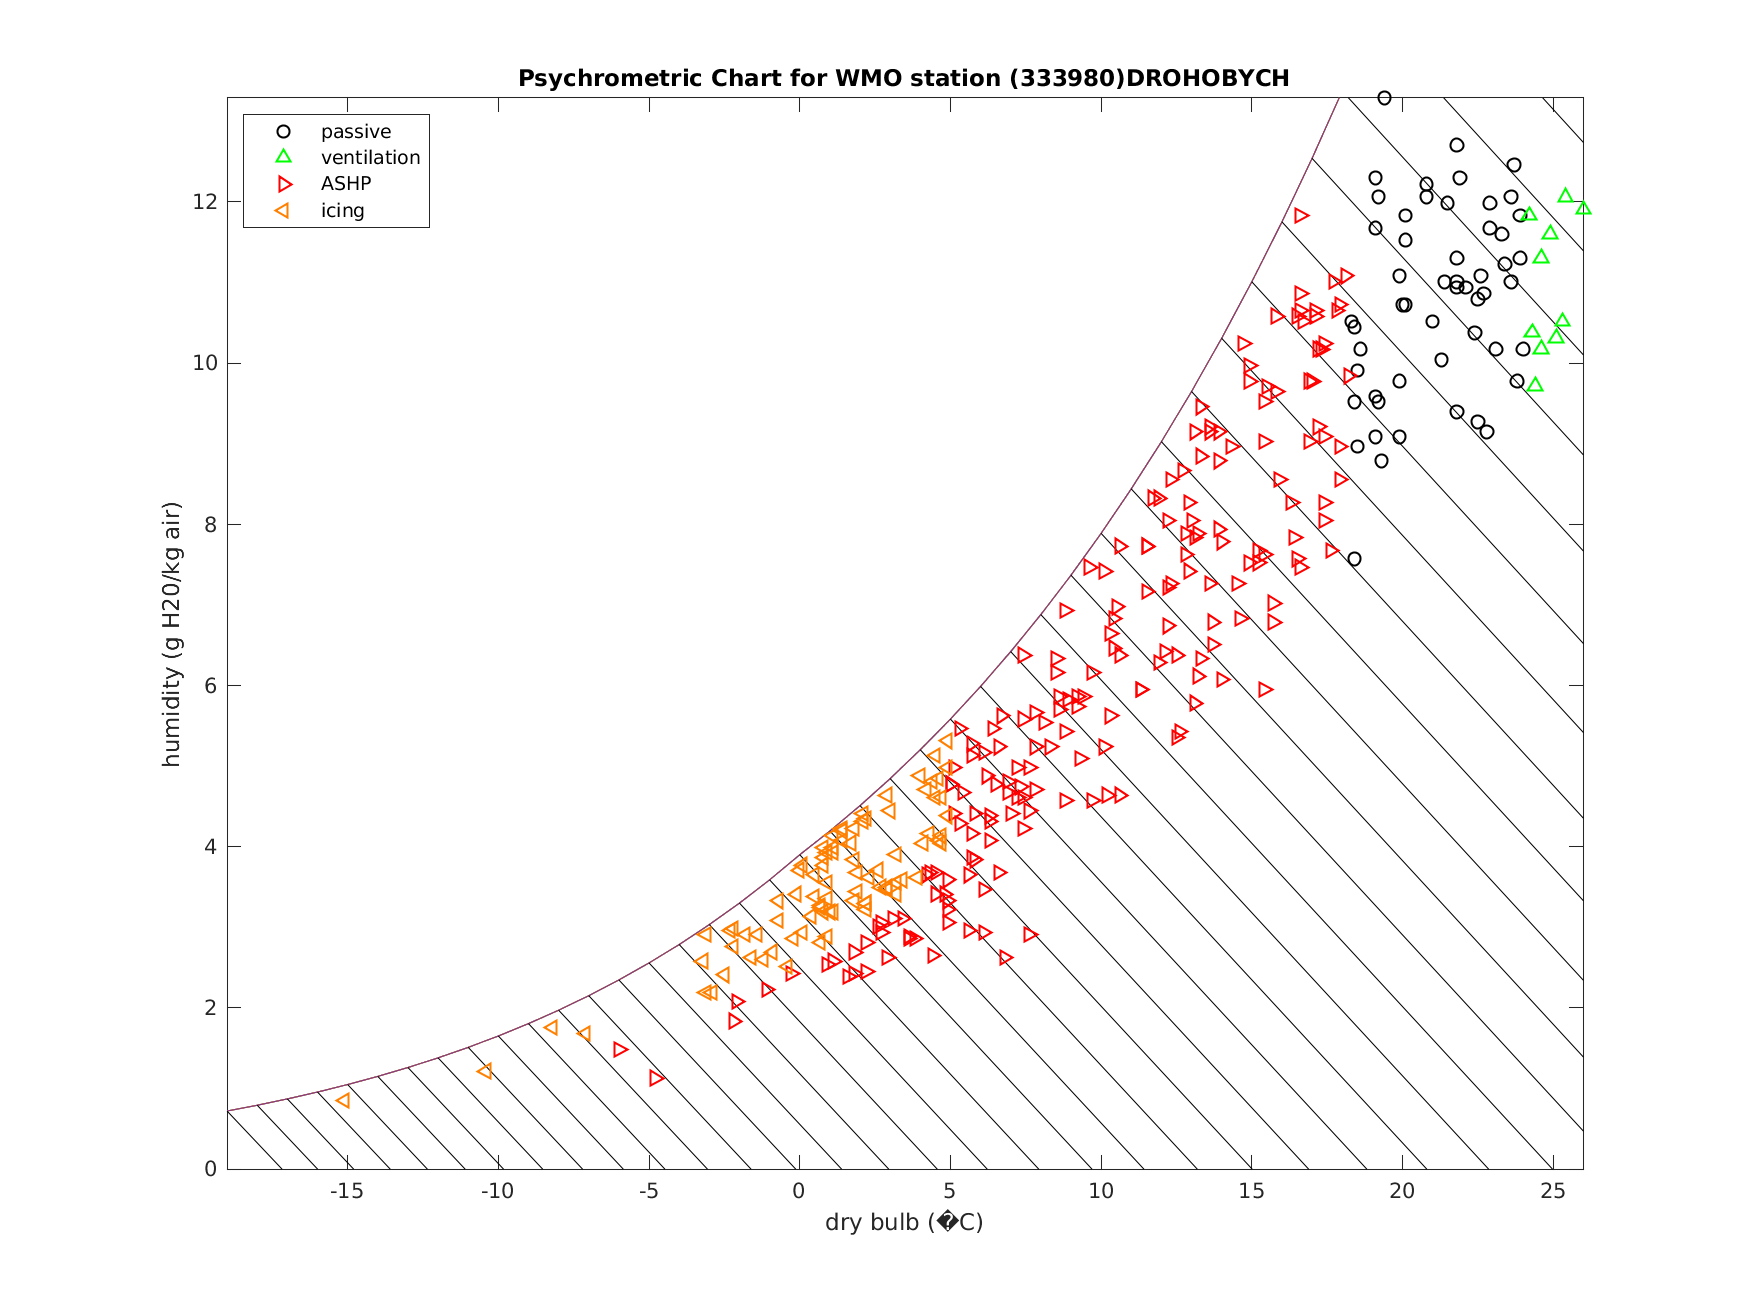 Psychrometric Chart for WMO station (333980)DROHOBYCH
passive
ventilation
ASHP
icing
humidity (g H20/kg air)
12
10
8
6
4
2
0
-15 -10 -5 0 5 10 15 20 25
dry bulb (�C)